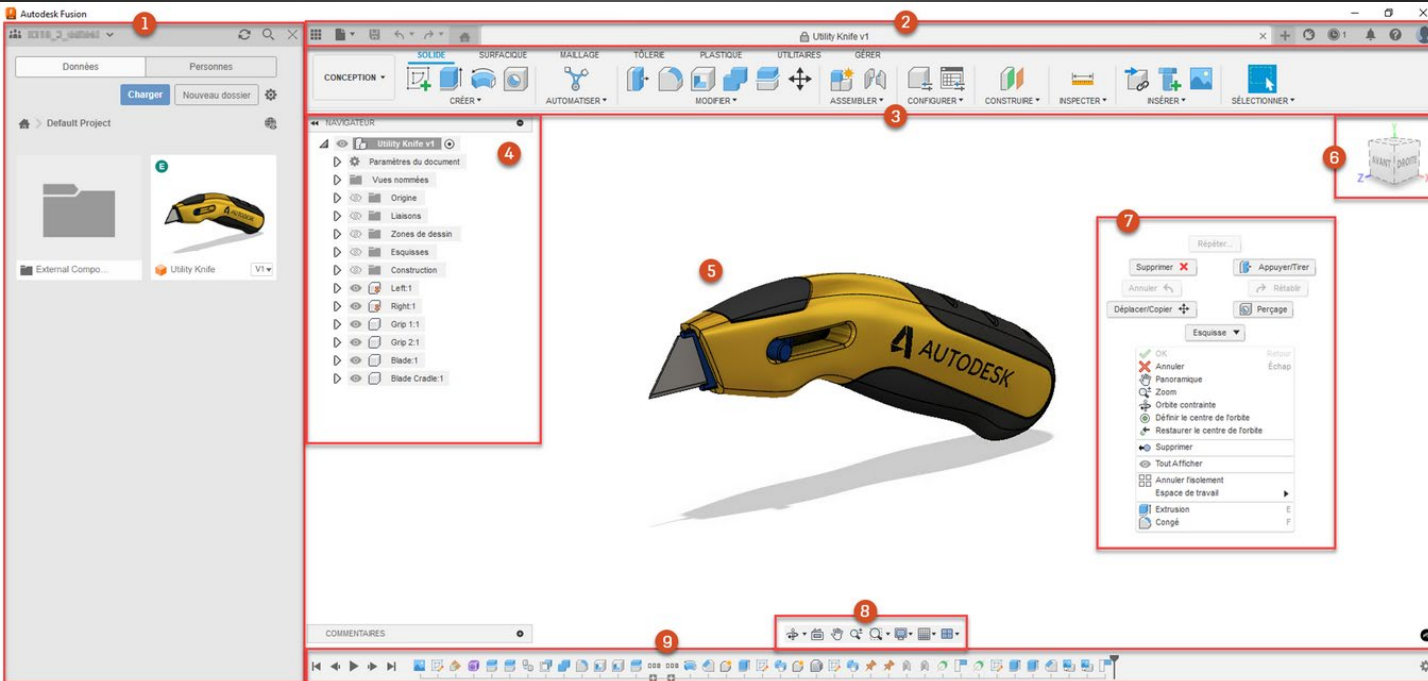 Autodesk Fusion
1
2
Utility Knife v1
1
Données Personnes
Charger Nouveau dossier
Default Project
E
External Compo...
Utility Knife V1
CONCEPTION
SOLIDE SURFACIQUE MAILLAGE TÔLERIE PLASTIQUE UTILITAIRES GÉRER
CRÉER AUTOMATISER MODIFIER ASSEMBLER CONFIGURER CONSTRUIRE INSPECTER INSÉRER SÉLECTIONNER
3
NAVIGATEUR
4
Utility Knife v1
Paramètres du document
Vues nommées
Origine
Liaisons
Zones de dessin
Esquisses
Construction
Left:1
Right:1
Grip 1:1
Grip 2:1
Blade:1
Blade Cradle:1
5
AUTODESK
AUTODESK
6
Y
AVANT DROITE
Z X
7
Répéter...
Supprimer Appuyer/Tirer
Annuler Rétablir
Déplacer/Copier Perçage
Esquisse
OK Retour
Annuler Échap
Panoramique
Zoom
Orbite contrainte
Définir le centre de l'orbite
Restaurer le centre de l'orbite
Supprimer
Tout Afficher
Annuler l'isolement
Espace de travail
Extrusion E
Congé F
8
COMMENTAIRES
9